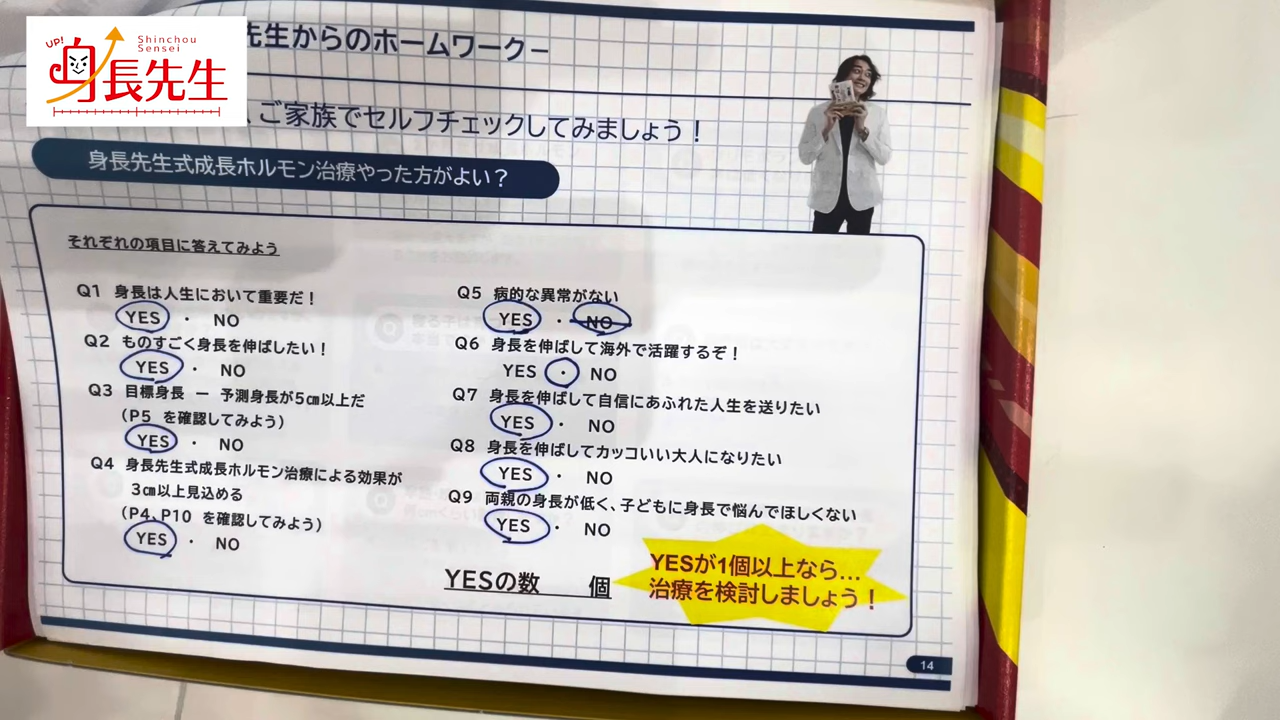 UP!
Shinchou
Sensei
身長先生
先生からのホームワークー
、ご家族でセルフチェックしてみましょう！
身長先生式成長ホルモン治療やった方がよい？
それぞれの項目に答えてみよう
Q1 身長は人生において重要だ！
YES ・ NO
Q2 ものすごく身長を伸ばしたい！
YES ・ NO
Q3 目標身長 ー 予測身長が5㎝以上だ
（P5 を確認してみよう）
YES ・ NO
Q4 身長先生式成長ホルモン治療による効果が
3㎝以上見込める
（P4、P10 を確認してみよう）
YES ・ NO
Q5 病的な異常がない
YES ・ NO
Q6 身長を伸ばして海外で活躍するぞ！
YES ・ NO
Q7 身長を伸ばして自信にあふれた人生を送りたい
YES ・ NO
Q8 身長を伸ばしてカッコいい大人になりたい
YES ・ NO
Q9 両親の身長が低く、子どもに身長で悩んでほしくない
YES ・ NO
YESの数 個
YESが1個以上なら…
治療を検討しましょう！
14